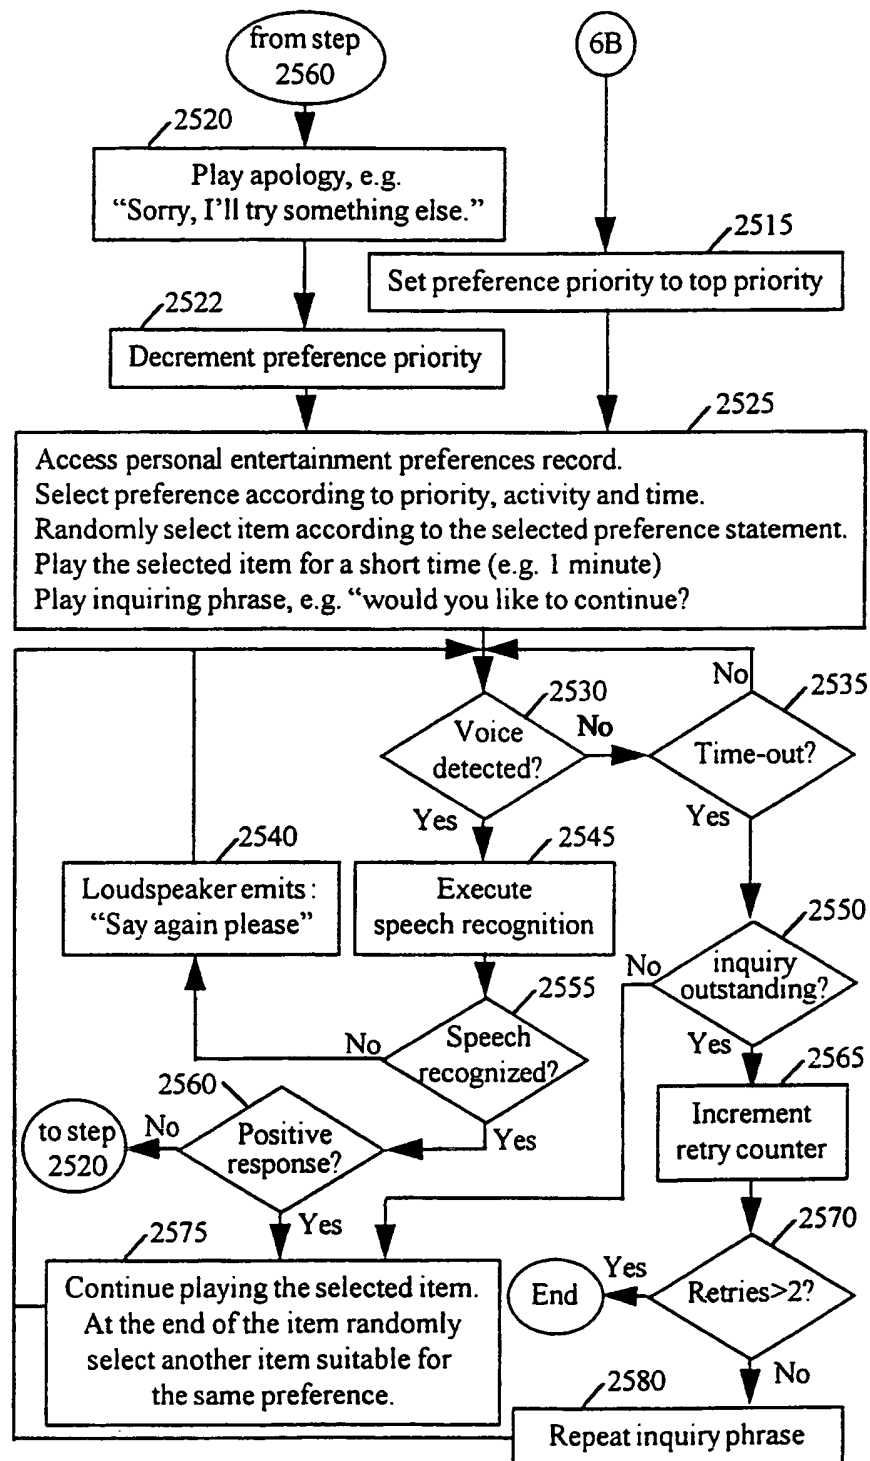 from step
2560
6B
2520
Play apology, e.g.
“Sorry, I’ll try something else.”
2515
Set preference priority to top priority
2522
Decrement preference priority
2525
Access personal entertainment preferences record.
Select preference according to priority, activity and time.
Randomly select item according to the selected preference statement.
Play the selected item for a short time (e.g. 1 minute)
Play inquiring phrase, e.g. “would you like to continue?
2530
Voice
detected?
No
No
2535
Time-out?
Yes
Yes
2540
Loudspeaker emits :
“Say again please”
2545
Execute
speech recognition
2550
inquiry
outstanding?
No
Yes
2555
Speech
recognized?
No
Yes
2560
Positive
response?
No
to step
2520
Yes
2565
Increment
retry counter
2570
Retries>2?
Yes
End
No
2575
Continue playing the selected item.
At the end of the item randomly
select another item suitable for
the same preference.
2580
Repeat inquiry phrase